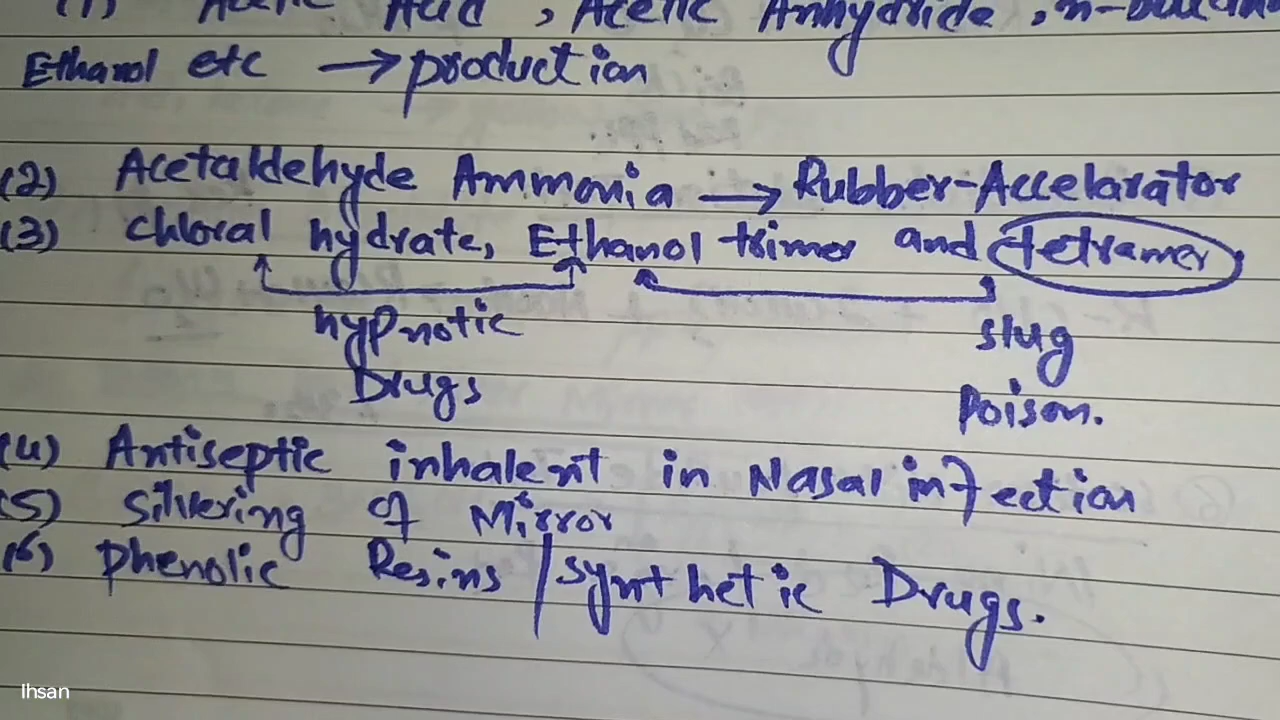 (1) Acetic Acid, Acetic Anhydride, n-
Ethanol etc → production
(2) Acetaldehyde Ammonia → Rubber-Accelarator
(3) Chloral hydrate, Ethanol trimer and tetramer
hypnotic slug
Drugs Poison.
(4) Antiseptic inhalent in Nasal infection
(5) Silvering of Mirror
(6) Phenolic Resins / Synthetic Drugs.
Ihsan